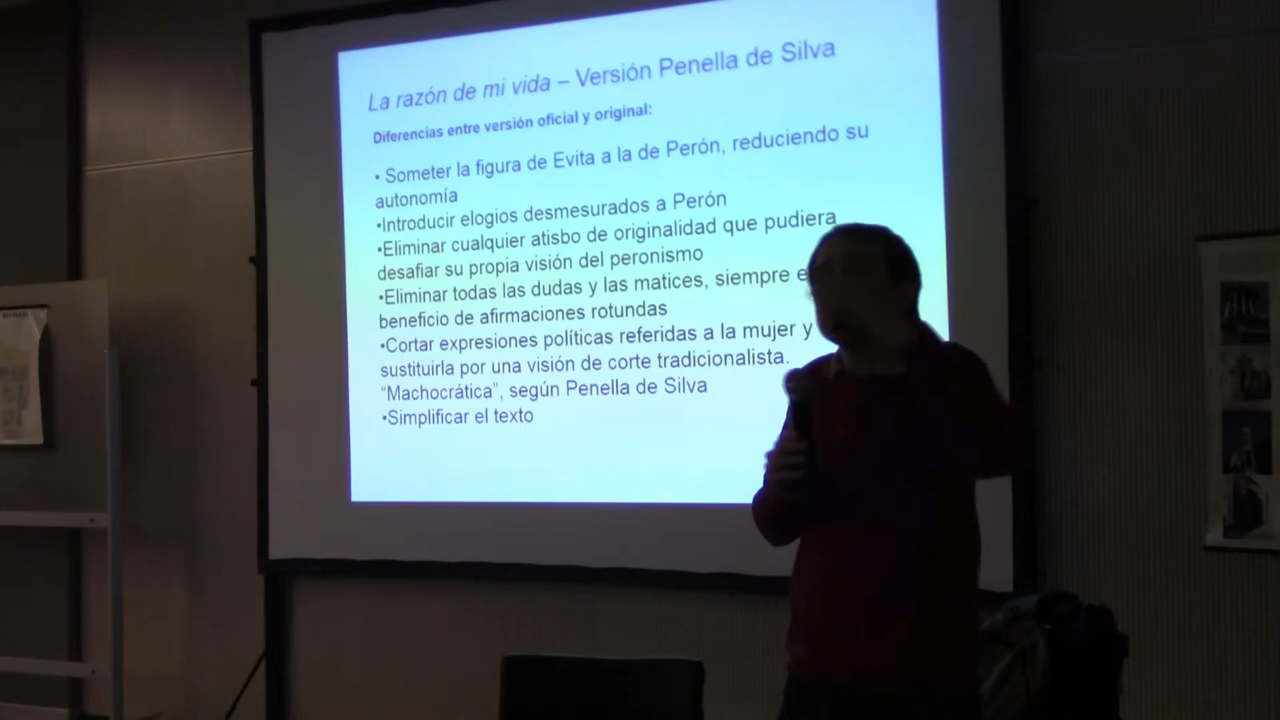 La razón de mi vida – Versión Penella de Silva
Diferencias entre versión oficial y original:
• Someter la figura de Evita a la de Perón, reduciendo su
autonomía
•Introducir elogios desmesurados a Perón
•Eliminar cualquier atisbo de originalidad que pudiera
desafiar su propia visión del peronismo
•Eliminar todas las dudas y las matices, siempre e
beneficio de afirmaciones rotundas
•Cortar expresiones políticas referidas a la mujer y
sustituirla por una visión de corte tradicionalista.
“Machocrática”, según Penella de Silva
•Simplificar el texto